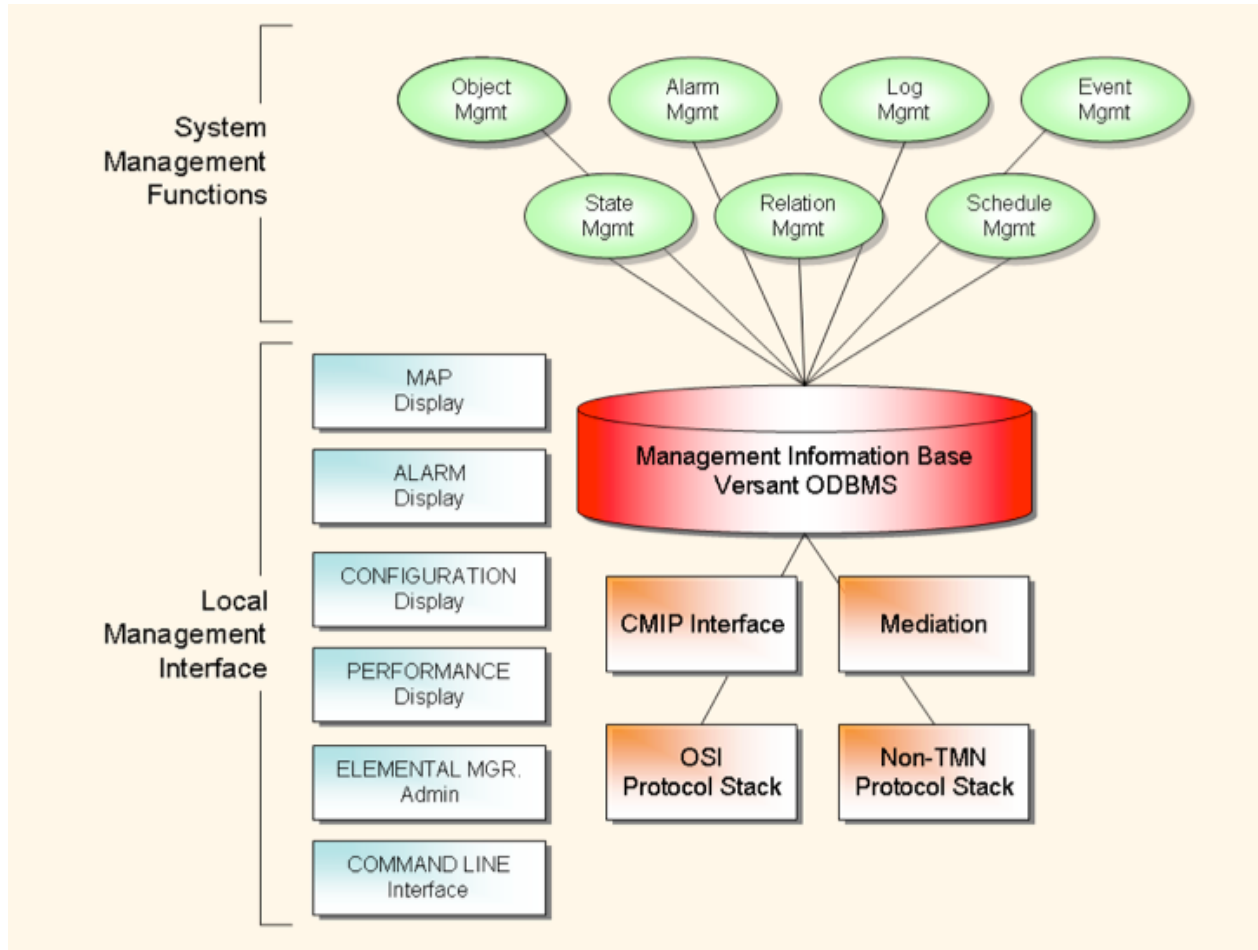 System
Management
Functions
Object
Mgmt
Alarm
Mgmt
Log
Mgmt
Event
Mgmt
State
Mgmt
Relation
Mgmt
Schedule
Mgmt
Local
Management
Interface
MAP
Display
ALARM
Display
CONFIGURATION
Display
PERFORMANCE
Display
ELEMENTAL MGR.
Admin
COMMAND LINE
Interface
Management Information Base
Versant ODBMS
CMIP Interface
Mediation
OSI
Protocol Stack
Non-TMN
Protocol Stack